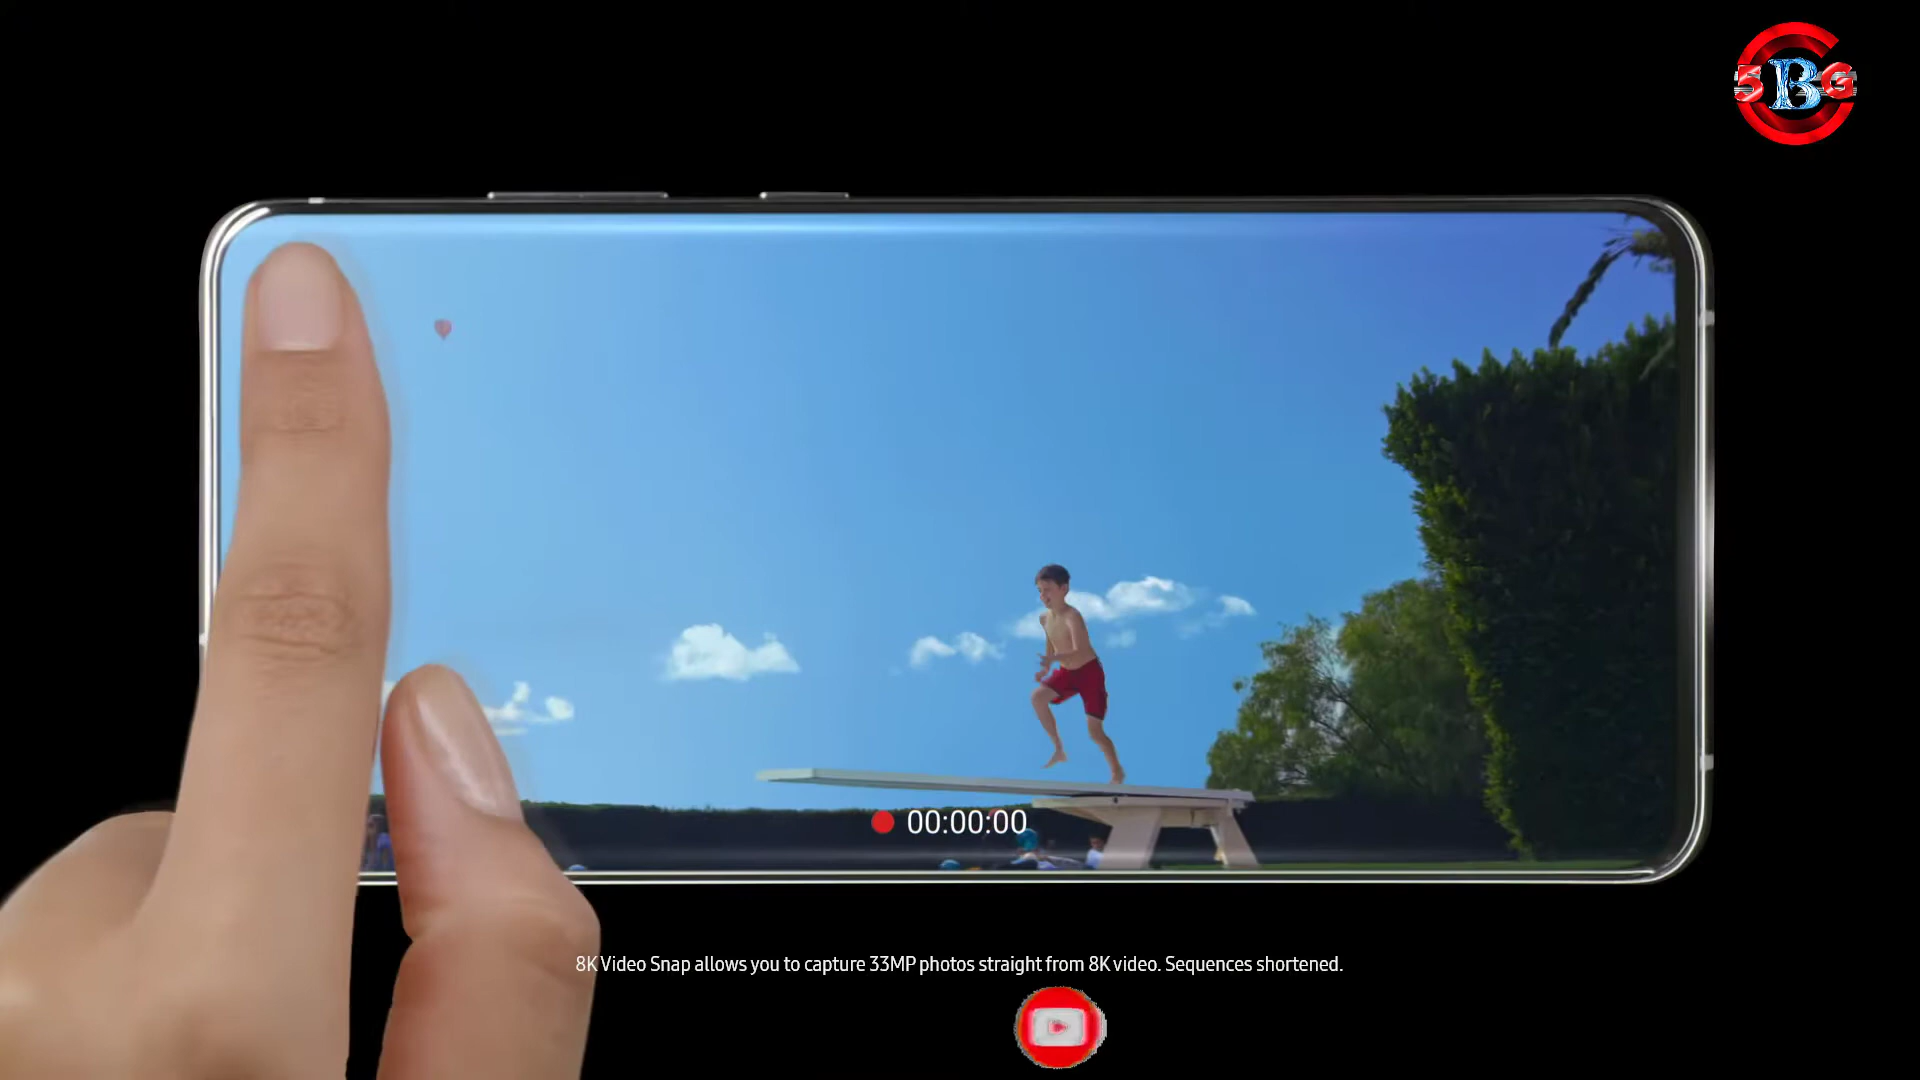 5BG
00:00:00
8K Video Snap allows you to capture 33MP photos straight from 8K video. Sequences shortened.